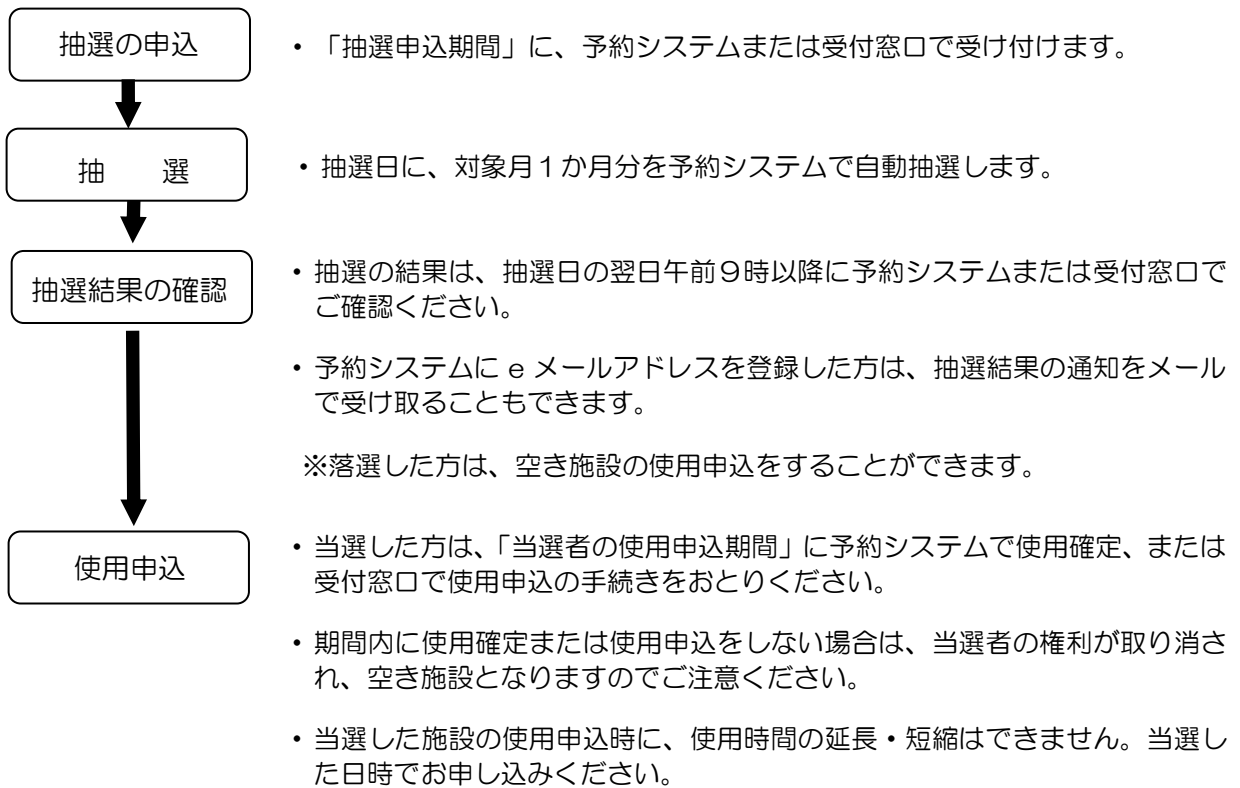 抽選の申込
・「抽選申込期間」に、予約システムまたは受付窓口で受け付けます。
抽　　選
・抽選日に、対象月１か月分を予約システムで自動抽選します。
抽選結果の確認
・抽選の結果は、抽選日の翌日午前９時以降に予約システムまたは受付窓口で
ご確認ください。
・予約システムに e メールアドレスを登録した方は、抽選結果の通知をメール
で受け取ることもできます。
※落選した方は、空き施設の使用申込をすることができます。
使用申込
・当選した方は、「当選者の使用申込期間」に予約システムで使用確定、または
受付窓口で使用申込の手続きをおとりください。
・期間内に使用確定または使用申込をしない場合は、当選者の権利が取り消さ
れ、空き施設となりますのでご注意ください。
・当選した施設の使用申込時に、使用時間の延長・短縮はできません。当選し
た日時でお申し込みください。